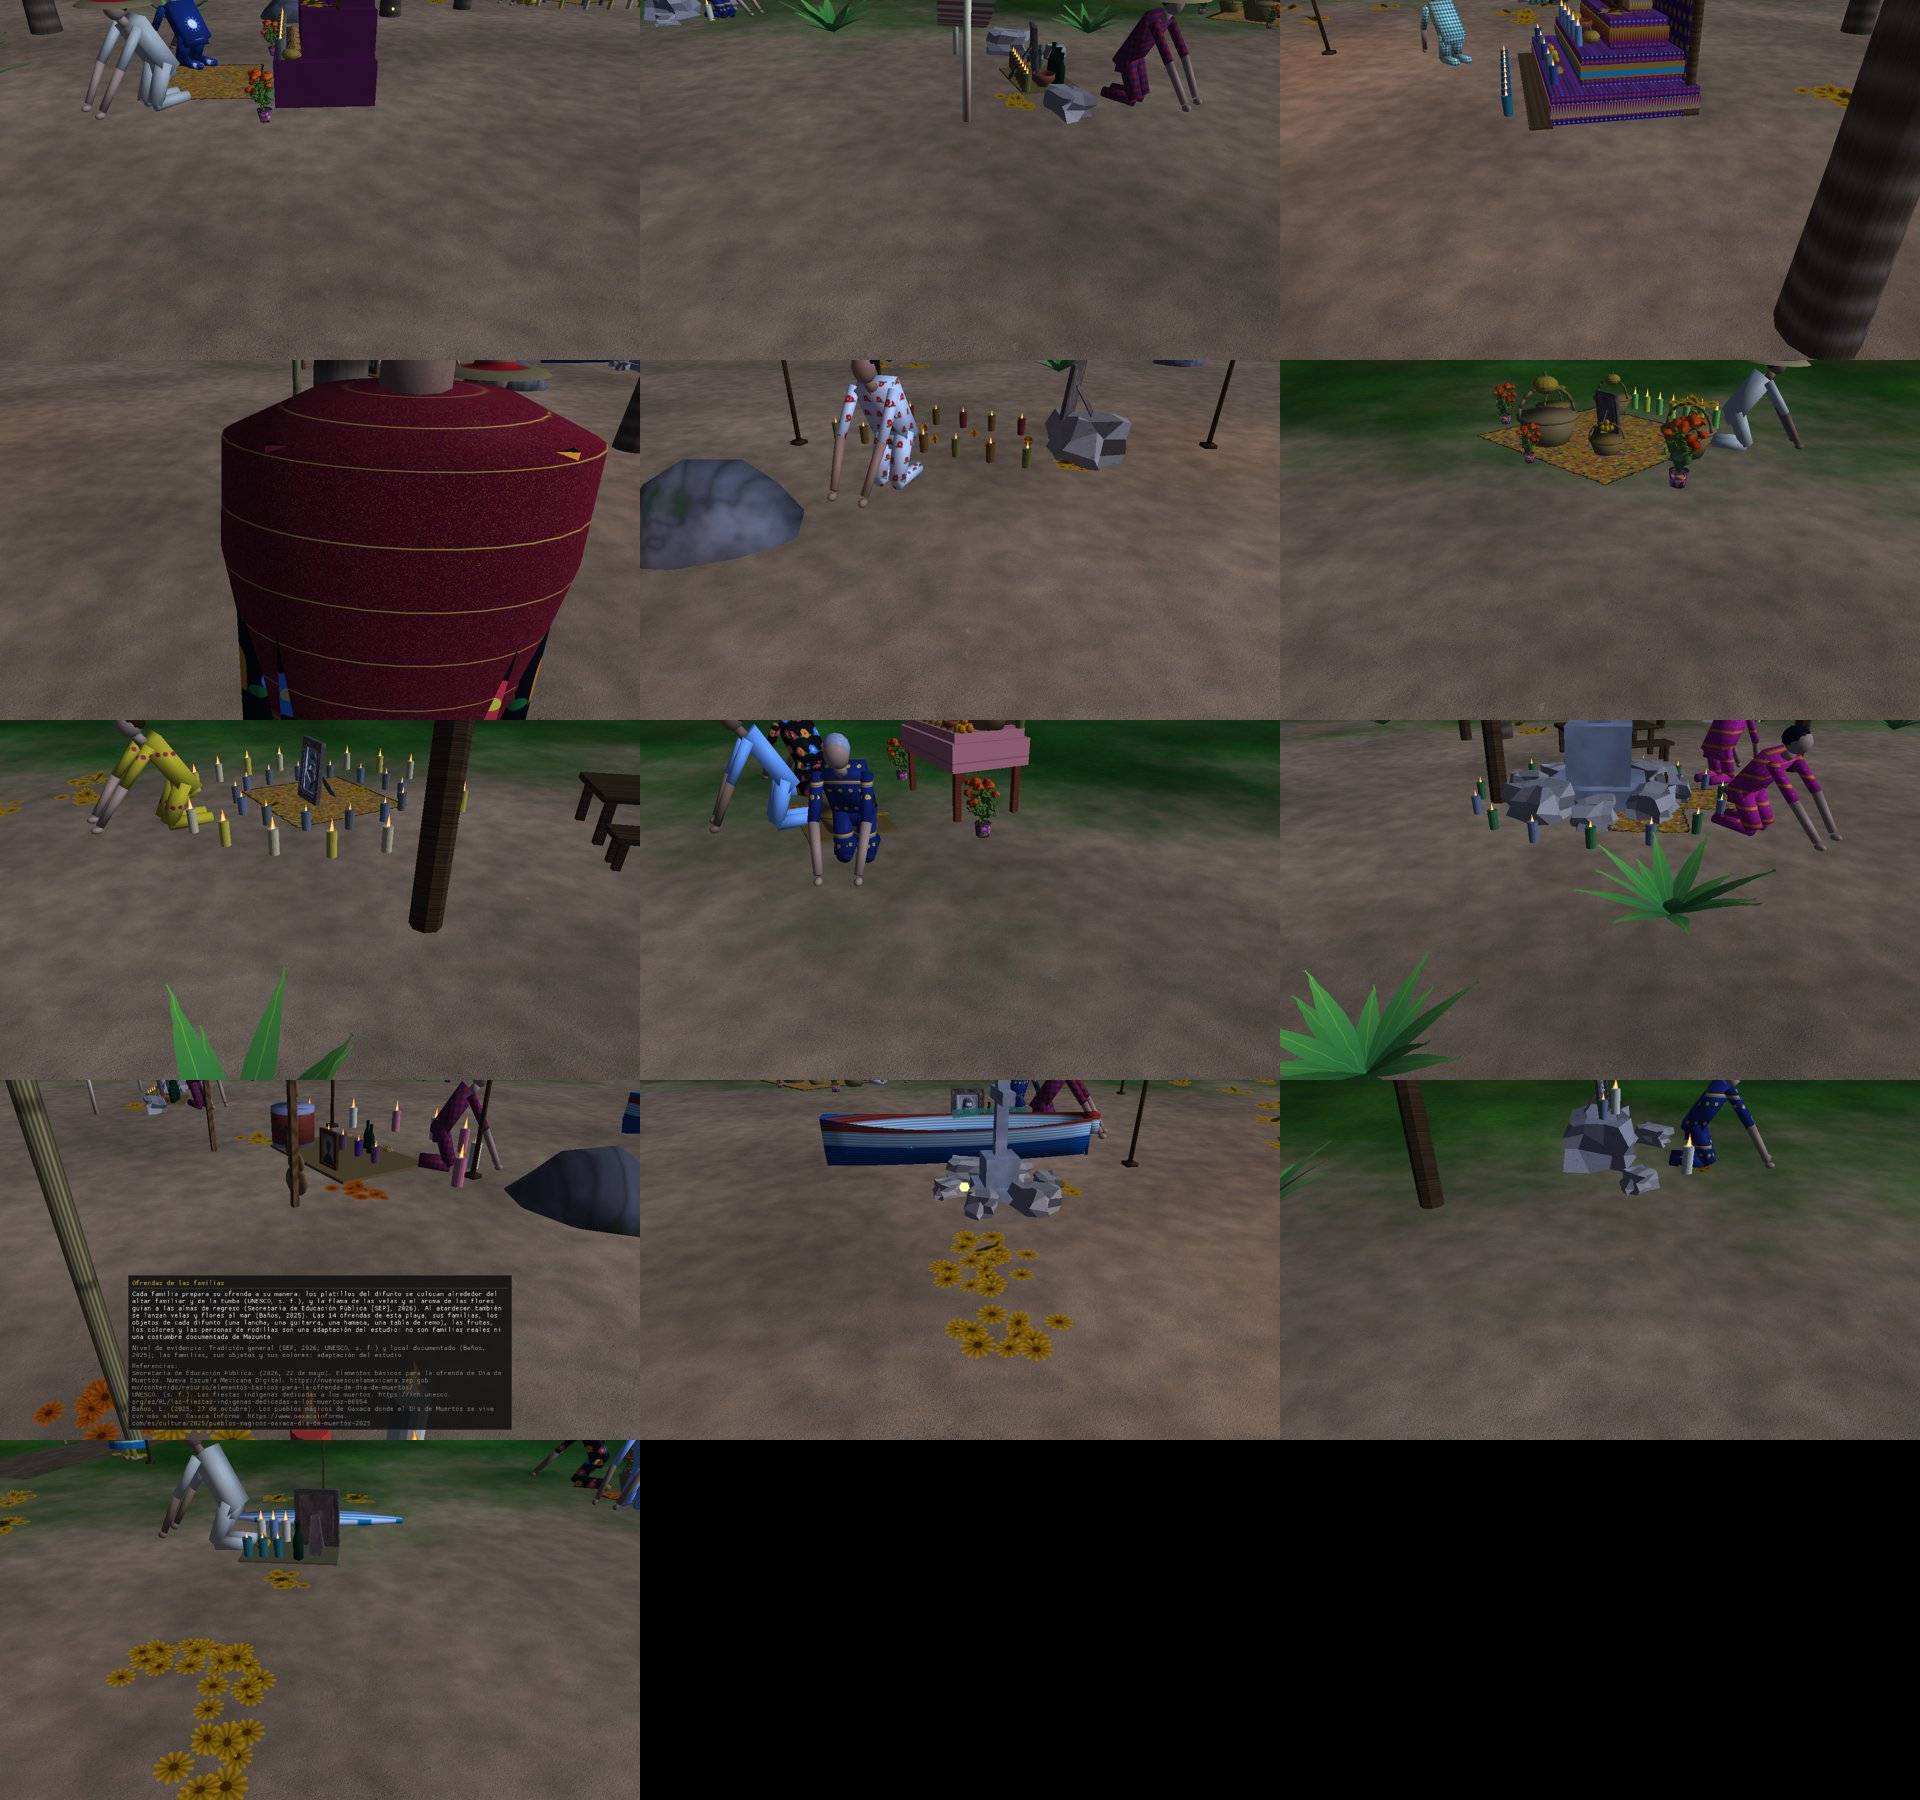 Ofrendas de las familias
Cada familia prepara su ofrenda a su manera: los platillos del difunto se colocan alrededor del
altar familiar y de la tumba (UNESCO, s. f.), y la flama de las velas y el aroma de las flores
guían a las almas de regreso (Secretaría de Educación Pública [SEP], 2026). Al atardecer también
se lanzan velas y flores al mar (Baños, 2025). Las 14 ofrendas de esta playa, sus familias, los
objetos de cada difunto (una lancha, una guitarra, una hamaca, una tabla de remo), las frutas,
los colores y las personas de rodillas son una adaptación del estudio: no son familias reales ni
una costumbre documentada de Mazunte.
Nivel de evidencia: Tradición general (SEP, 2026; UNESCO, s. f.) y local documentado (Baños,
2025); las familias, sus objetos y sus colores: adaptación del estudio
Referencias:
Secretaría de Educación Pública. (2026, 22 de mayo). Elementos básicos para la ofrenda de Día de
Muertos. Nueva Escuela Mexicana Digital. https://nuevaescuelamexicana.sep.gob.
mx/contenido/recurso/elementos-basicos-para-la-ofrenda-de-dia-de-muertos/
UNESCO. (s. f.). Las fiestas indígenas dedicadas a los muertos. https://ich.unesco.
org/es/RL/las-fiestas-indigenas-dedicadas-a-los-muertos-00054
Baños, L. (2025, 27 de octubre). Los pueblos mágicos de Oaxaca donde el Día de Muertos se vive
con más alma. Oaxaca Informa. https://www.oaxacainforma.
com/es/cultura/2025/pueblos-magicos-oaxaca-dia-de-muertos-2025